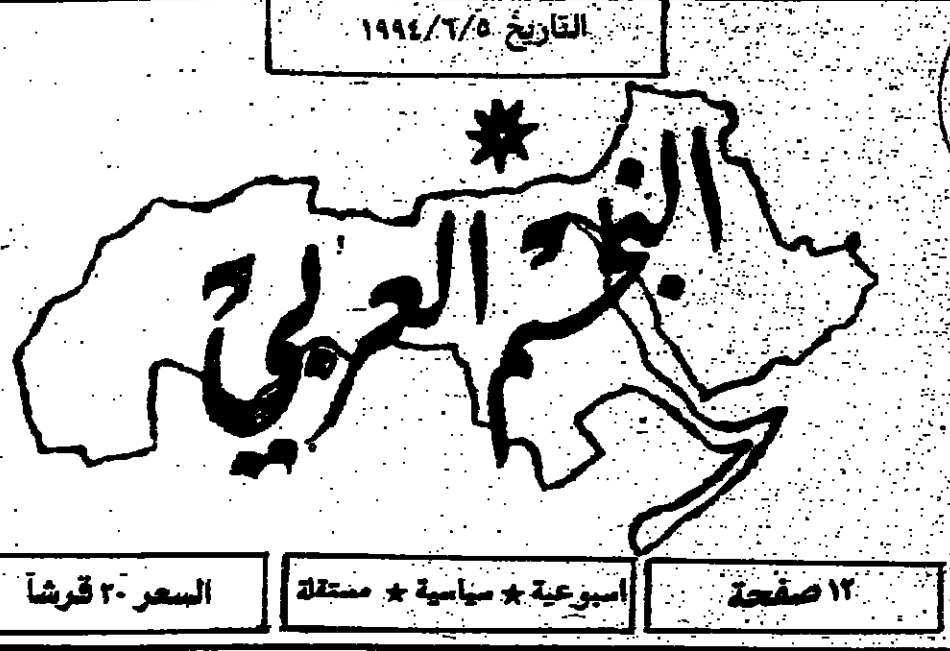 التاريخ ١٩٩٤/٦/٥
النجم العربي
١٢ صفحة
اسبوعية ★ سياسية ★ مستقلة
السعر ٢٠ قرشاً